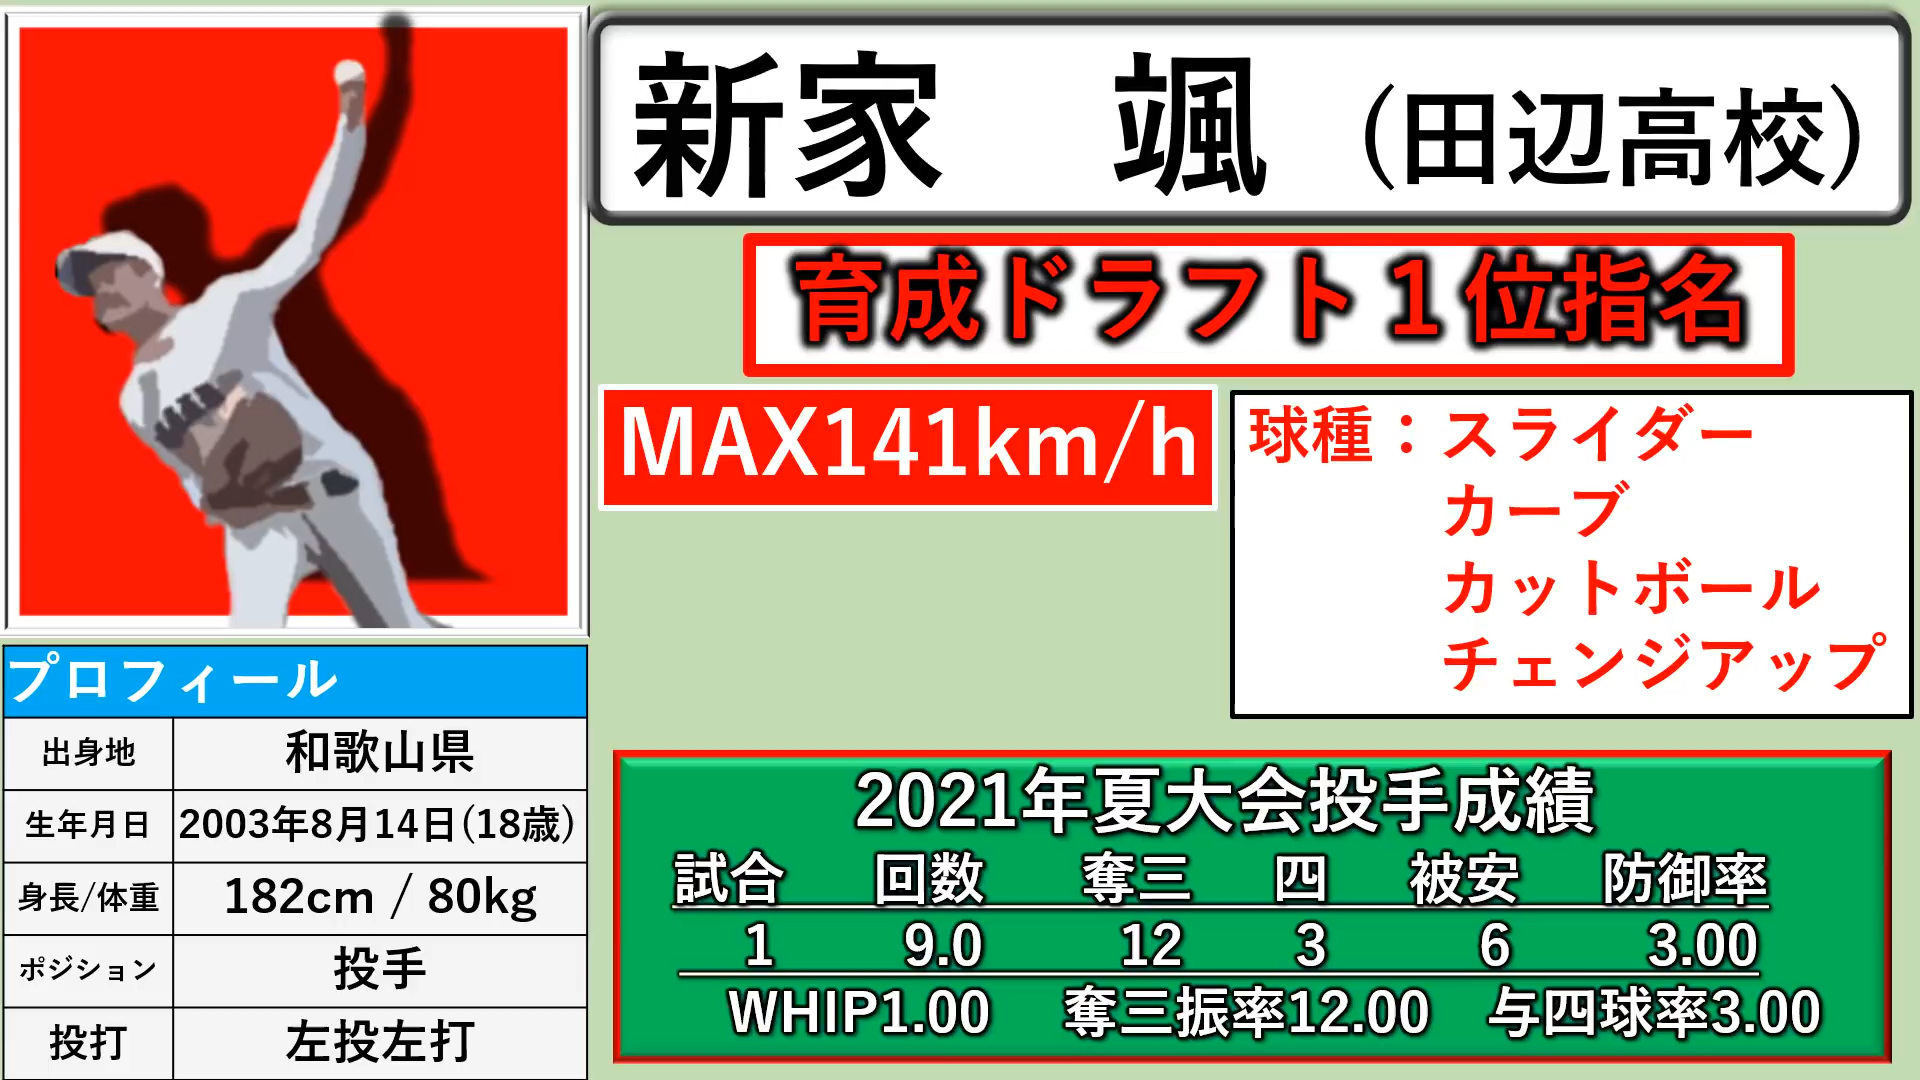 新家 颯 (田辺高校)
育成ドラフト1位指名
MAX141km/h
球種：スライダー
カーブ
カットボール
チェンジアップ
プロフィール
出身地 和歌山県
生年月日 2003年8月14日(18歳)
身長/体重 182cm / 80kg
ポジション 投手
投打 左投左打
2021年夏大会投手成績
試合 回数 奪三 四 被安 防御率
1 9.0 12 3 6 3.00
WHIP1.00 奪三振率12.00 与四球率3.00